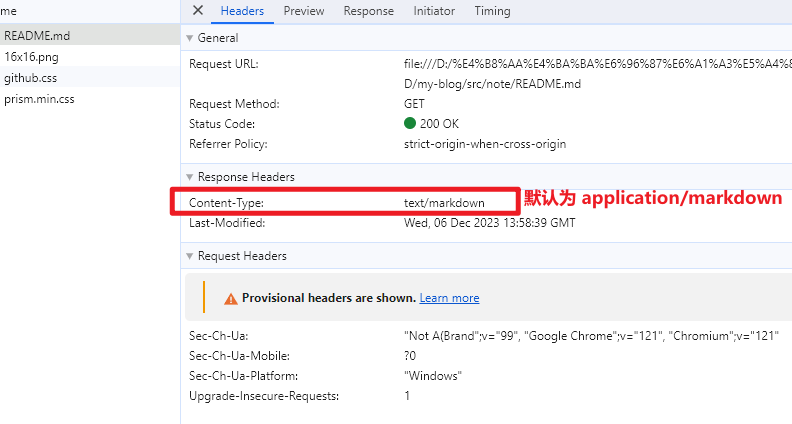 Headers Preview Response Initiator Timing
me
README.md
16x16.png
github.css
prism.min.css
General
Request URL: file:///D:/%E4%B8%AA%E4%BA%BA%E6%96%87%E6%A1%A3%E5%A4%8
D/my-blog/src/note/README.md
Request Method: GET
Status Code: 200 OK
Referrer Policy: strict-origin-when-cross-origin
Response Headers
Content-Type: text/markdown 默认为 application/markdown
Last-Modified: Wed, 06 Dec 2023 13:58:39 GMT
Request Headers
Provisional headers are shown. Learn more
Sec-Ch-Ua: "Not A(Brand";v="99", "Google Chrome";v="121", "Chromium";v="121"
Sec-Ch-Ua-Mobile: ?0
Sec-Ch-Ua-Platform: "Windows"
Upgrade-Insecure-Requests: 1